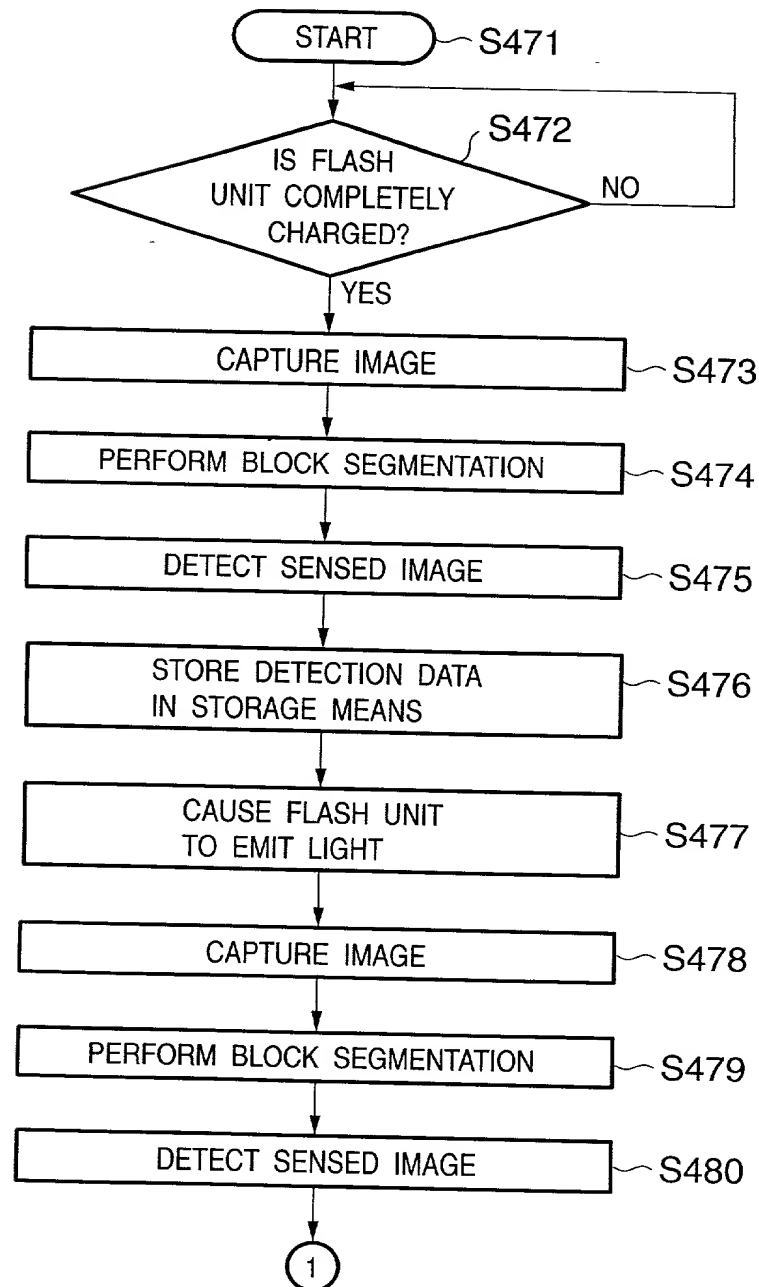 START
S471
S472
IS FLASH
UNIT COMPLETELY
CHARGED?
NO
YES
CAPTURE IMAGE
S473
PERFORM BLOCK SEGMENTATION
S474
DETECT SENSED IMAGE
S475
STORE DETECTION DATA
IN STORAGE MEANS
S476
CAUSE FLASH UNIT
TO EMIT LIGHT
S477
CAPTURE IMAGE
S478
PERFORM BLOCK SEGMENTATION
S479
DETECT SENSED IMAGE
S480
1